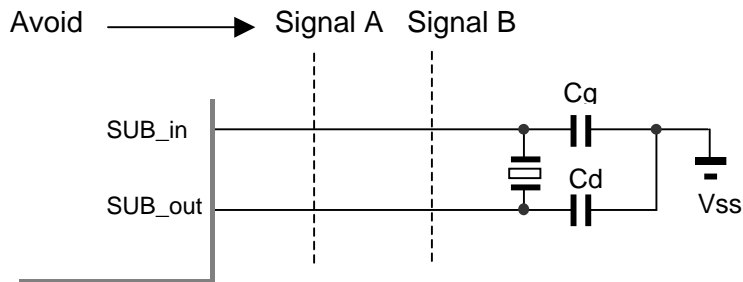 Avoid Signal A Signal B
Cg
SUB_in
Cd
SUB_out
Vss